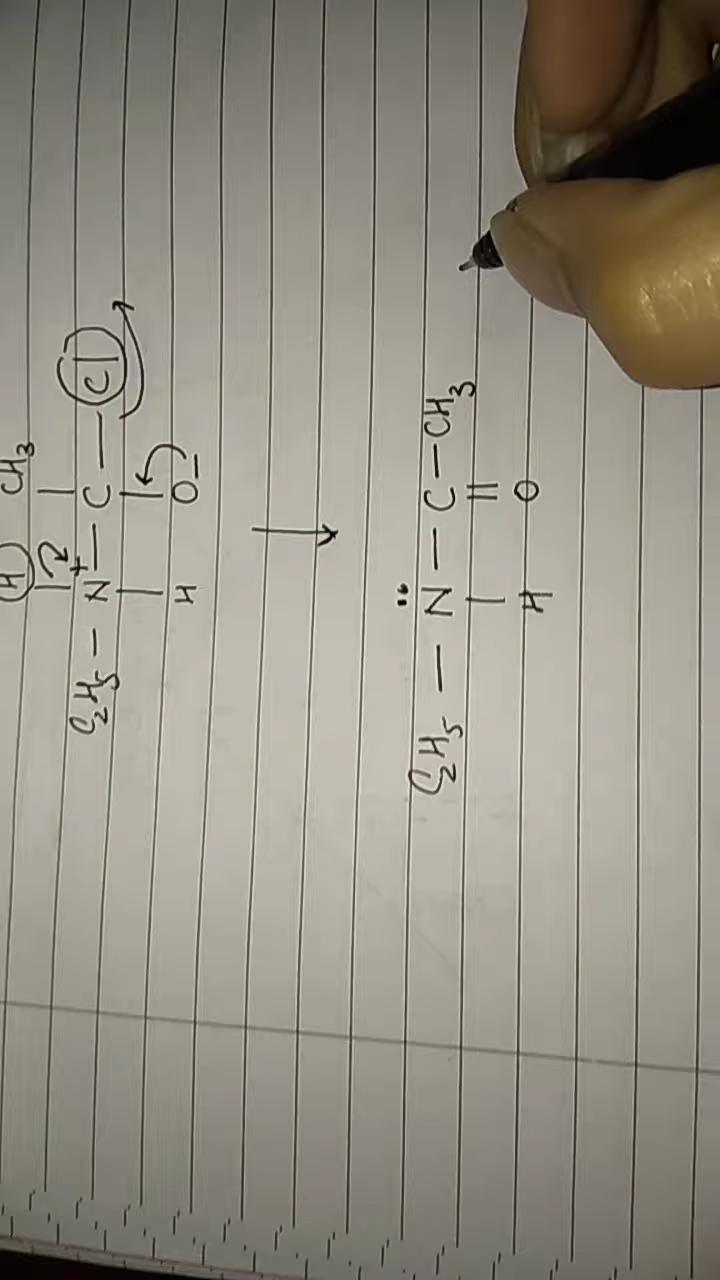 H CH₃
C₂H₅ — N⁺ — C — Cl
H O⁻
↓
C₂H₅ — N̈ — C — CH₃
H O